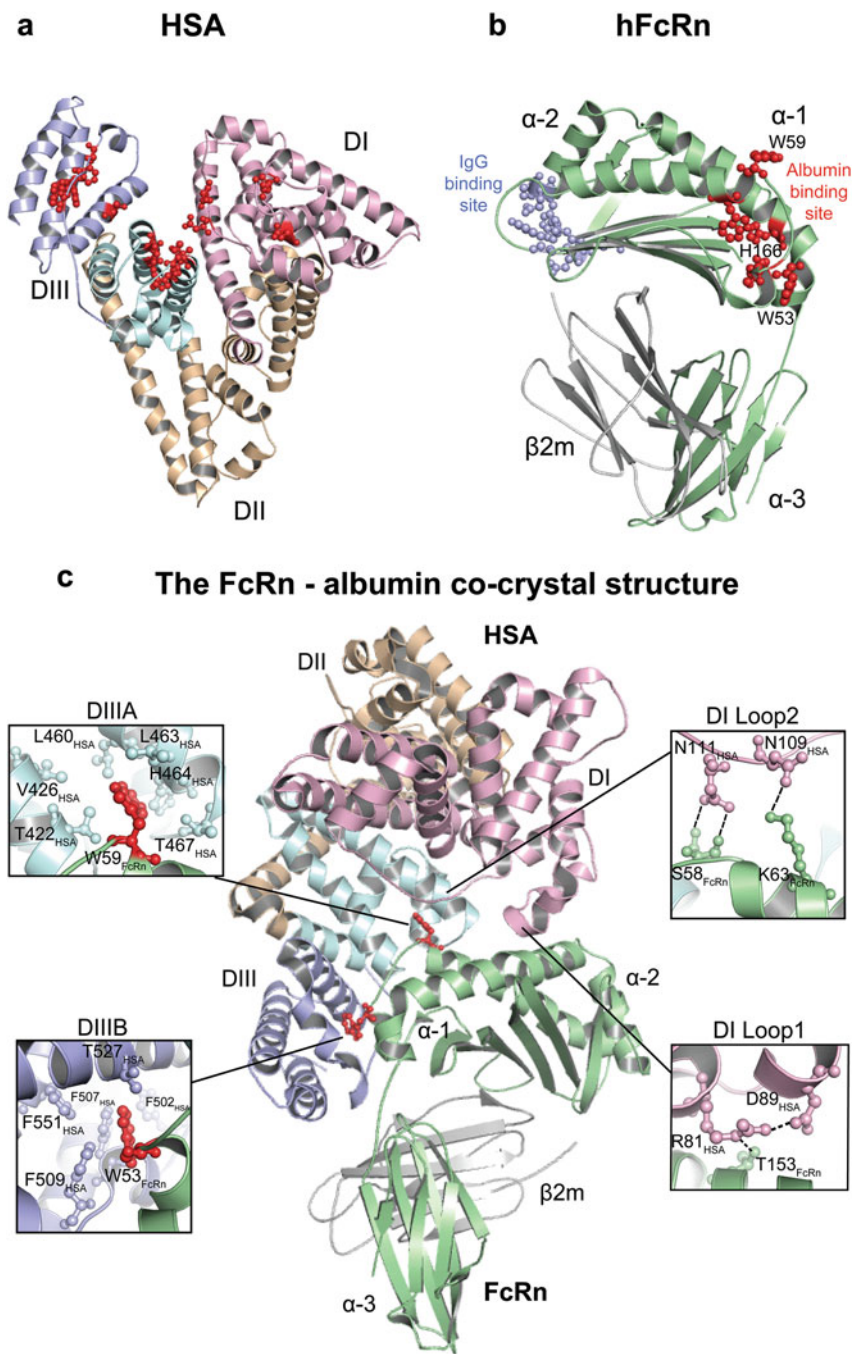 a
HSA
DI
DIII
DII
b
hFcRn
α-2
α-1
W59
IgG
binding
site
Albumin
binding
site
H166
W53
β2m
α-3
c
The FcRn - albumin co-crystal structure
HSA
DII
DI
DIII
α-1
α-2
β2m
α-3
FcRn
DIIIA
L460HSA
L463HSA
H464HSA
V426HSA
T422HSA
T467HSA
W59FcRn
DIIIB
T527HSA
F507HSA
F502HSA
F551HSA
F509HSA
W53FcRn
DI Loop2
N111HSA
N109HSA
S58FcRn
K63FcRn
DI Loop1
D89HSA
R81HSA
T153FcRn